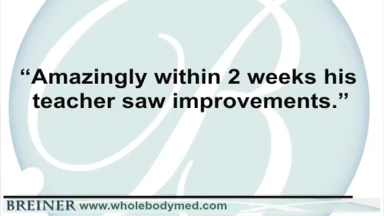 “Amazingly within 2 weeks his
teacher saw improvements.”
BREINER www.wholebodymed.com